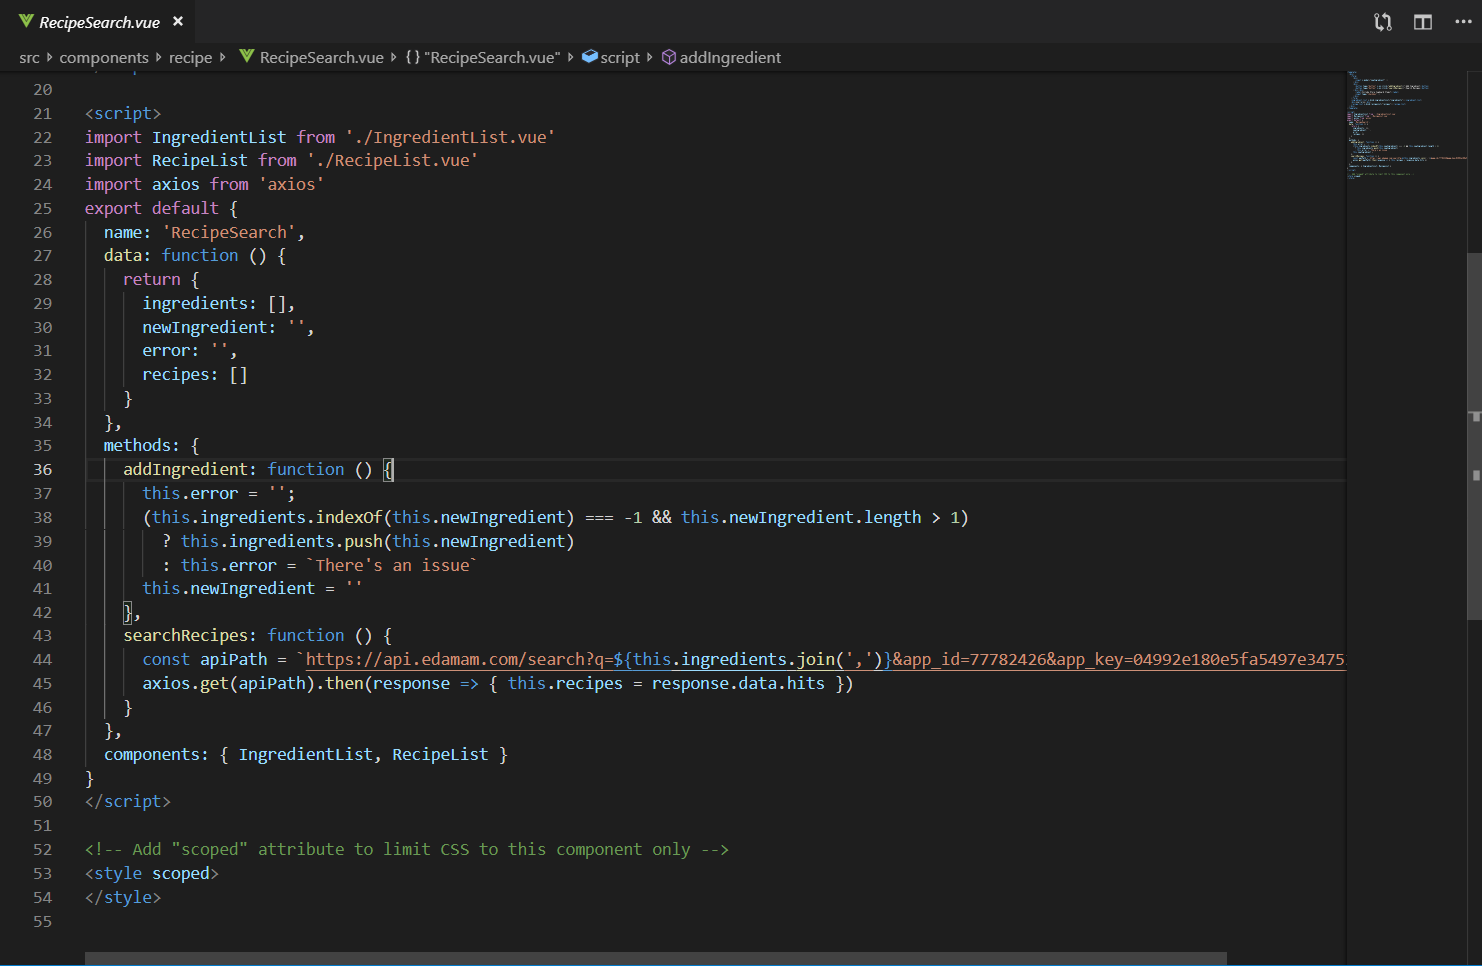 RecipeSearch.vue ×
src › components › recipe › RecipeSearch.vue › {} "RecipeSearch.vue" › script › addIngredient
20
21 <script>
22 import IngredientList from './IngredientList.vue'
23 import RecipeList from './RecipeList.vue'
24 import axios from 'axios'
25 export default {
26   name: 'RecipeSearch',
27   data: function () {
28     return {
29       ingredients: [],
30       newIngredient: '',
31       error: '',
32       recipes: []
33     }
34   },
35   methods: {
36     addIngredient: function () {
37       this.error = '';
38       (this.ingredients.indexOf(this.newIngredient) === -1 && this.newIngredient.length > 1)
39         ? this.ingredients.push(this.newIngredient)
40         : this.error = `There's an issue`
41       this.newIngredient = ''
42     },
43     searchRecipes: function () {
44       const apiPath = `https://api.edamam.com/search?q=${this.ingredients.join(',')}&app_id=77782426&app_key=04992e180e5fa5497e3475
45       axios.get(apiPath).then(response => { this.recipes = response.data.hits })
46     }
47   },
48   components: { IngredientList, RecipeList }
49 }
50 </script>
51
52 <!-- Add "scoped" attribute to limit CSS to this component only -->
53 <style scoped>
54 </style>
55